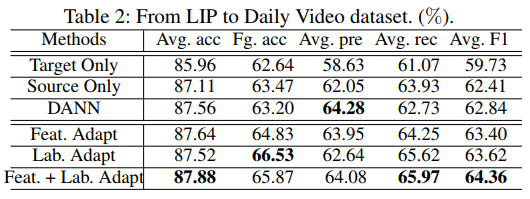 Table 2: From LIP to Daily Video dataset. (%).
Methods Avg. acc Fg. acc Avg. pre Avg. rec Avg. F1
Target Only 85.96 62.64 58.63 61.07 59.73
Source Only 87.11 63.47 62.05 63.93 62.41
DANN 87.56 63.20 64.28 62.73 62.84
Feat. Adapt 87.64 64.83 63.95 64.25 63.40
Lab. Adapt 87.52 66.53 62.64 65.62 63.62
Feat. + Lab. Adapt 87.88 65.87 64.08 65.97 64.36